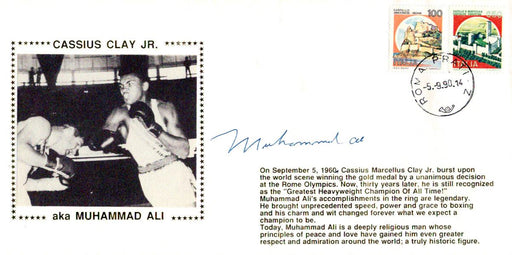 CASSIUS CLAY JR.
100
ITALIA
ROMA PRATI
-5.-9.90.14
Muhammad Ali
aka MUHAMMAD ALI
On September 5, 1960, Cassius Marcellus Clay Jr. burst upon
the world scene winning the gold medal by a unanimous decision
at the Rome Olympics. Now, thirty years later, he is still recognized
as the "Greatest Heavyweight Champion Of All Time!"
Muhammad Ali's accomplishments in the ring are legendary.
He brought unprecedented speed, power and grace to boxing
and his charm and wit changed forever what we expect a
champion to be.
Today, Muhammad Ali is a deeply religious man whose
principles of peace and love have gained him even greater
respect and admiration around the world; a truly historic figure.